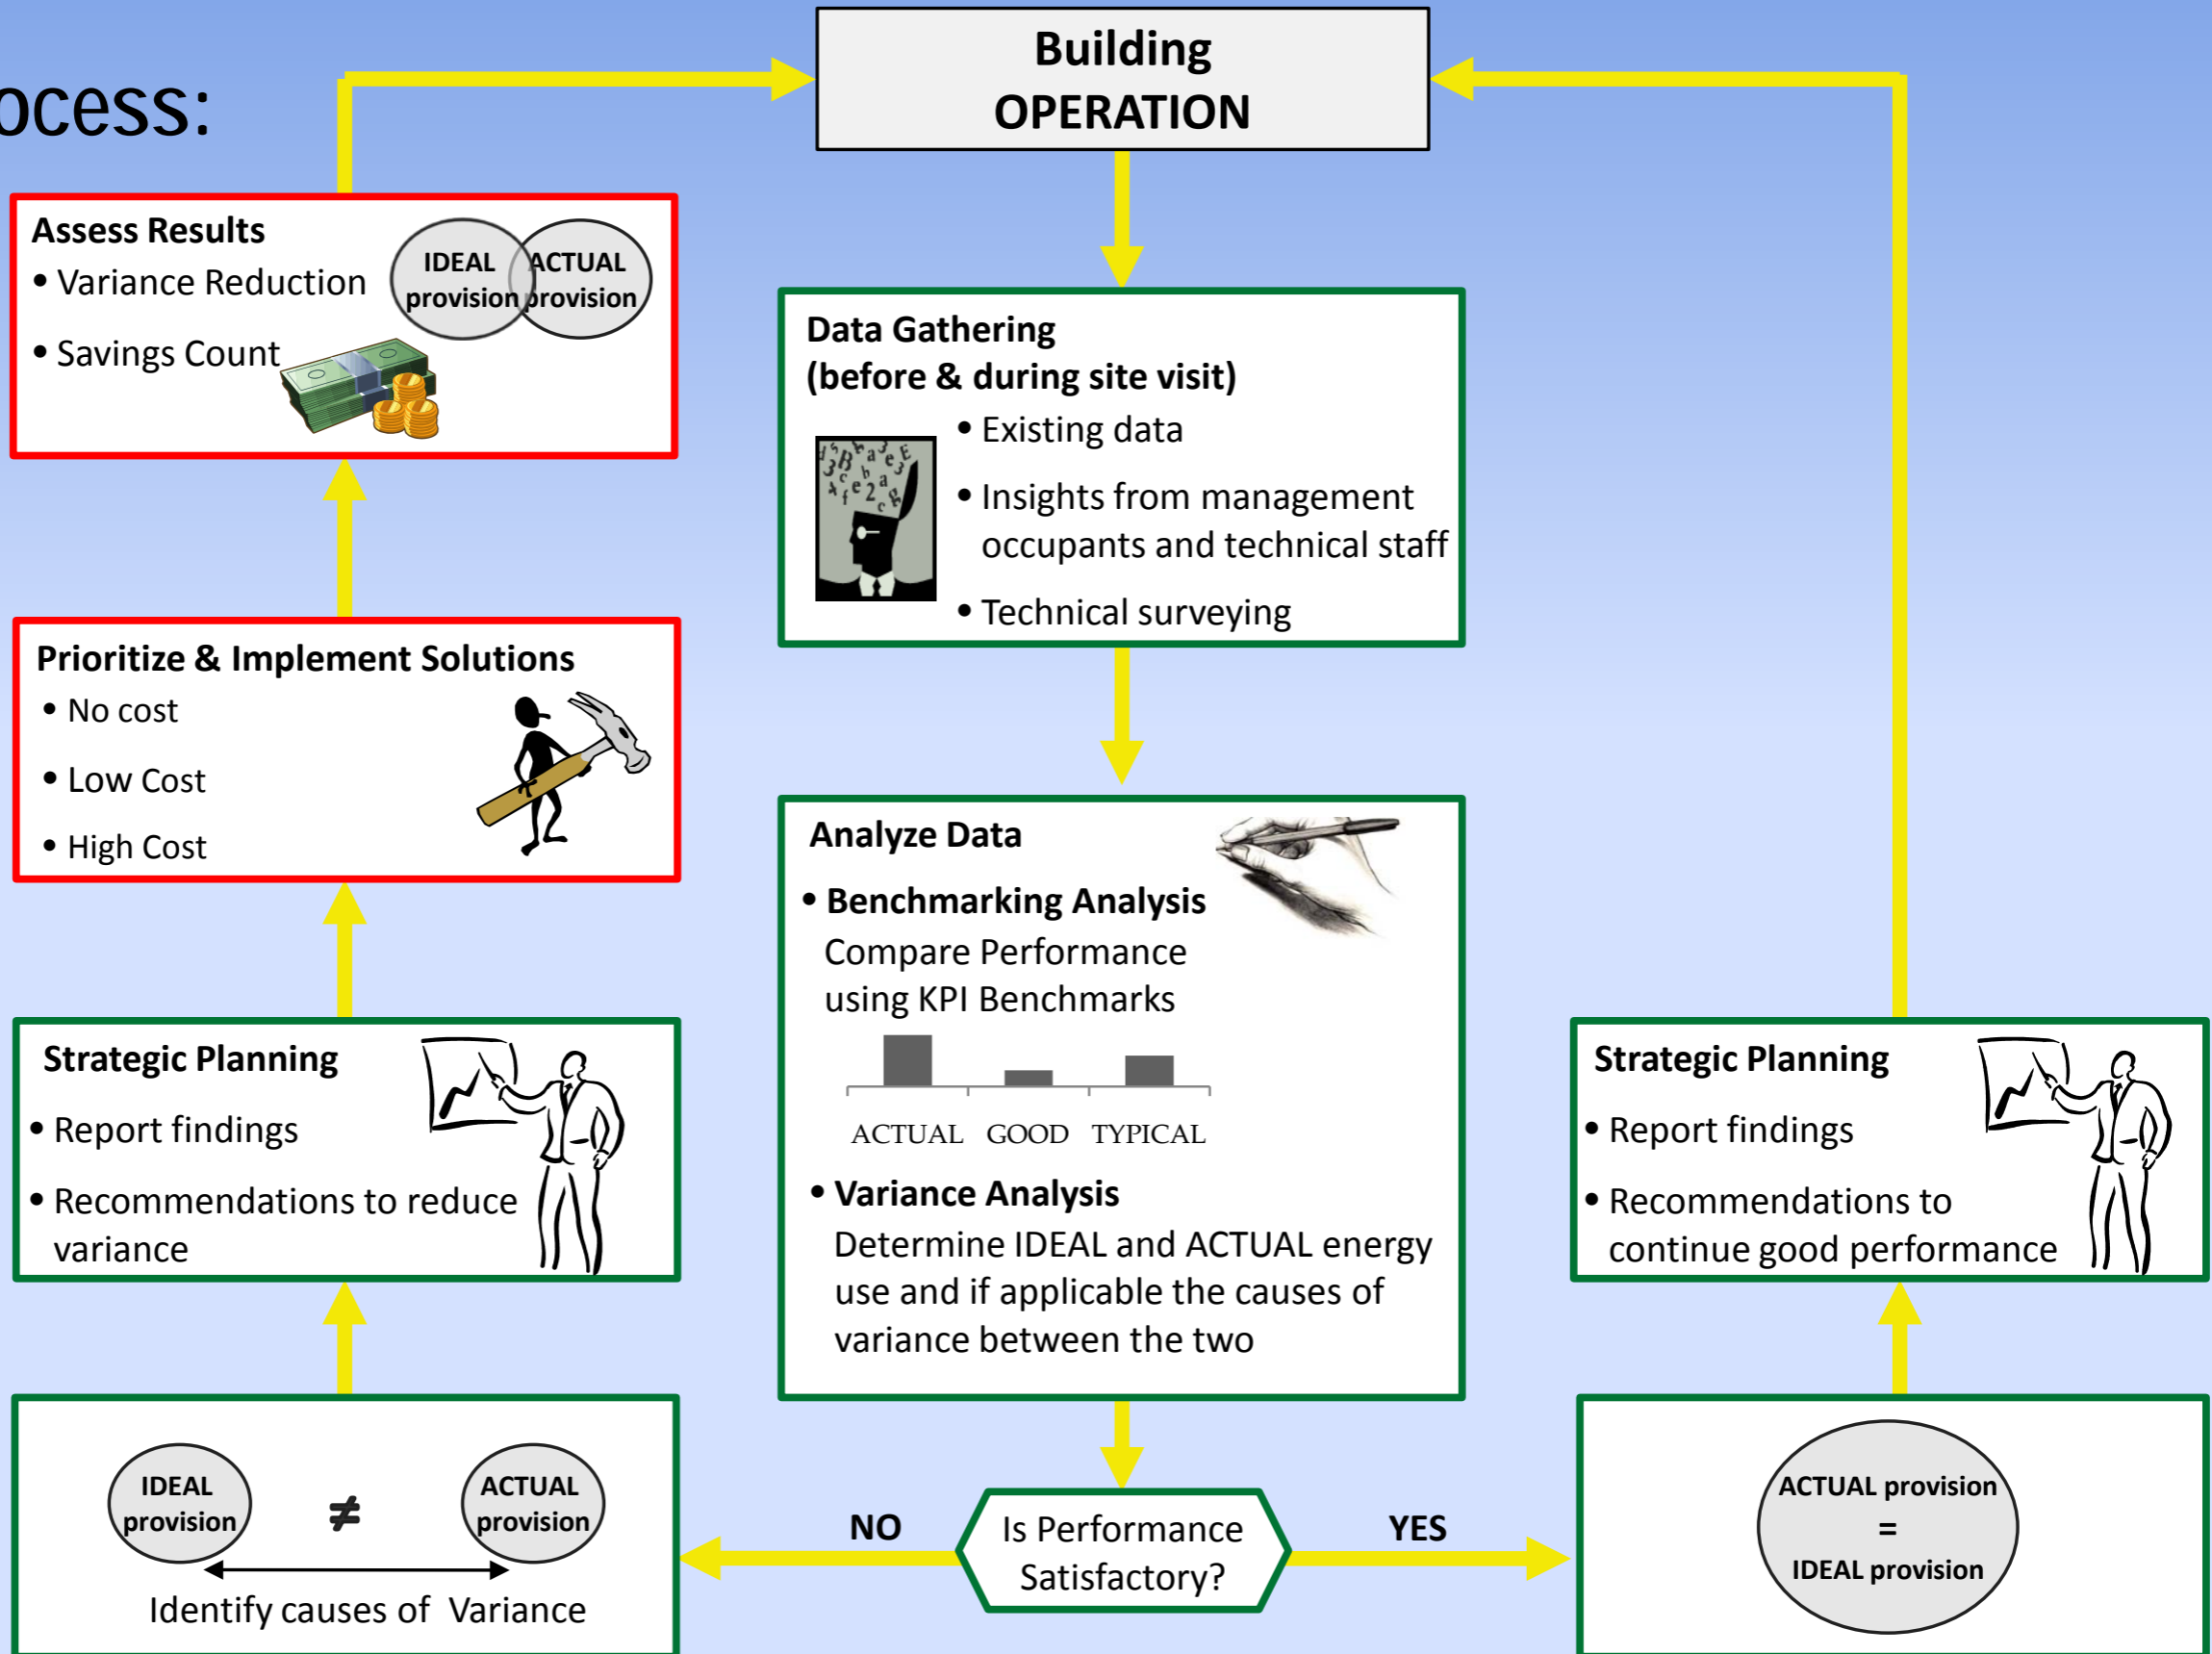 ocess:
Building
OPERATION
Assess Results
• Variance Reduction
• Savings Count
IDEAL
provision
ACTUAL
provision
Data Gathering
(before & during site visit)
• Existing data
• Insights from management
occupants and technical staff
• Technical surveying
Prioritize & Implement Solutions
• No cost
• Low Cost
• High Cost
Analyze Data
• Benchmarking Analysis
Compare Performance
using KPI Benchmarks
ACTUAL GOOD TYPICAL
• Variance Analysis
Determine IDEAL and ACTUAL energy
use and if applicable the causes of
variance between the two
Strategic Planning
• Report findings
• Recommendations to reduce
variance
Strategic Planning
• Report findings
• Recommendations to
continue good performance
IDEAL
provision
≠
ACTUAL
provision
Identify causes of Variance
NO
Is Performance
Satisfactory?
YES
ACTUAL provision
=
IDEAL provision